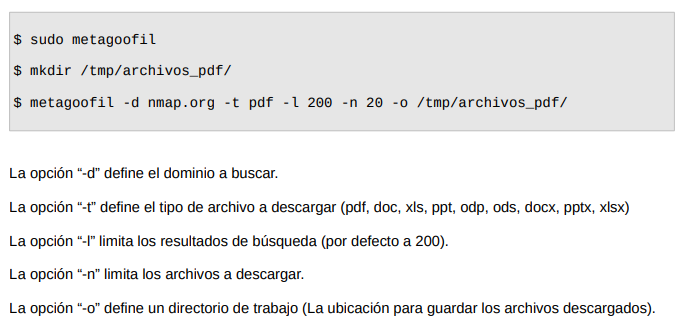 $ sudo metagoofil
$ mkdir /tmp/archivos_pdf/
$ metagoofil -d nmap.org -t pdf -l 200 -n 20 -o /tmp/archivos_pdf/
La opción “-d” define el dominio a buscar.
La opción “-t” define el tipo de archivo a descargar (pdf, doc, xls, ppt, odp, ods, docx, pptx, xlsx)
La opción “-l” limita los resultados de búsqueda (por defecto a 200).
La opción “-n” limita los archivos a descargar.
La opción “-o” define un directorio de trabajo (La ubicación para guardar los archivos descargados).